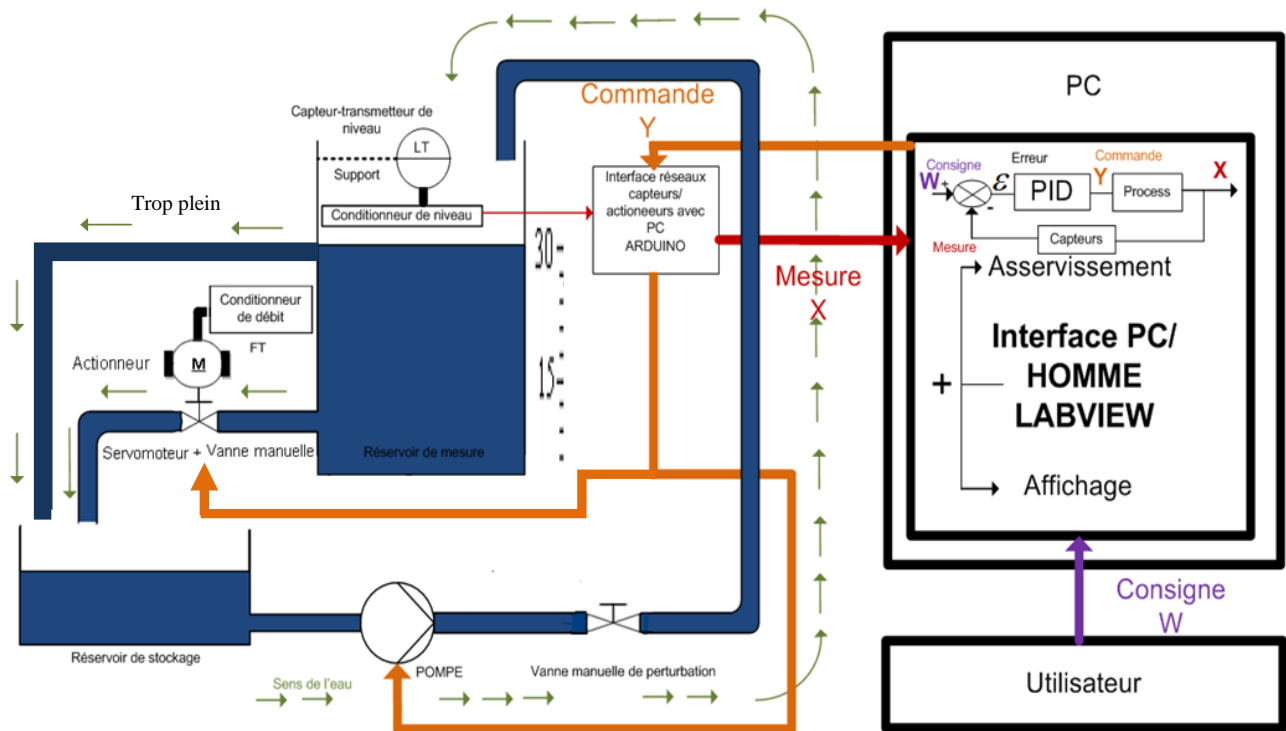 Capteur-transmetteur de
niveau
LT
Support
Conditionneur de niveau
Trop plein
Conditionneur
de débit
FT
Actionneur
M
Servomoteur + Vanne manuelle
Réservoir de mesure
30
15
Réservoir de stockage
Sens de l'eau
POMPE
Vanne manuelle de perturbation
Commande
Y
Interface réseaux
capteurs/
actioneeurs avec
PC
ARDUINO
Mesure
X
PC
Consigne
W
+
-
Erreur
ε
PID
Commande
Y
Process
X
Mesure
Capteurs
Asservissement
+
Interface PC/
HOMME
LABVIEW
Affichage
Consigne
W
Utilisateur